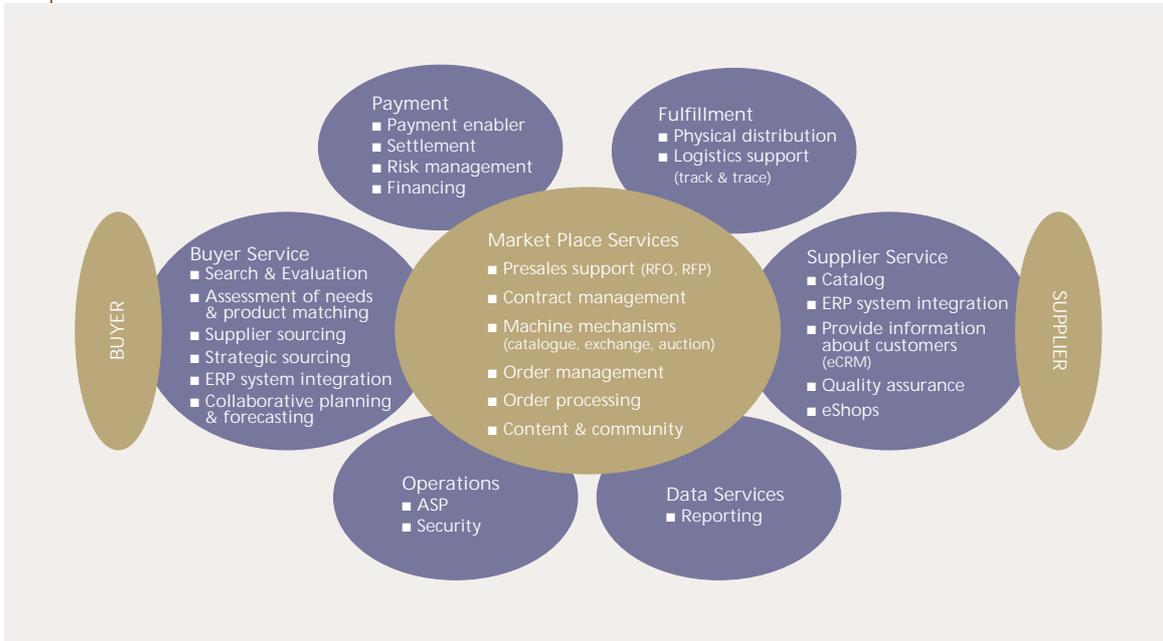 Payment
■ Payment enabler
■ Settlement
■ Risk management
■ Financing
Fulfillment
■ Physical distribution
■ Logistics support
(track & trace)
BUYER
Buyer Service
■ Search & Evaluation
■ Assessment of needs
& product matching
■ Supplier sourcing
■ Strategic sourcing
■ ERP system integration
■ Collaborative planning
& forecasting
Market Place Services
■ Presales support (RFO, RFP)
■ Contract management
■ Machine mechanisms
(catalogue, exchange, auction)
■ Order management
■ Order processing
■ Content & community
Supplier Service
■ Catalog
■ ERP system integration
■ Provide information
about customers
(eCRM)
■ Quality assurance
■ eShops
SUPPLIER
Operations
■ ASP
■ Security
Data Services
■ Reporting